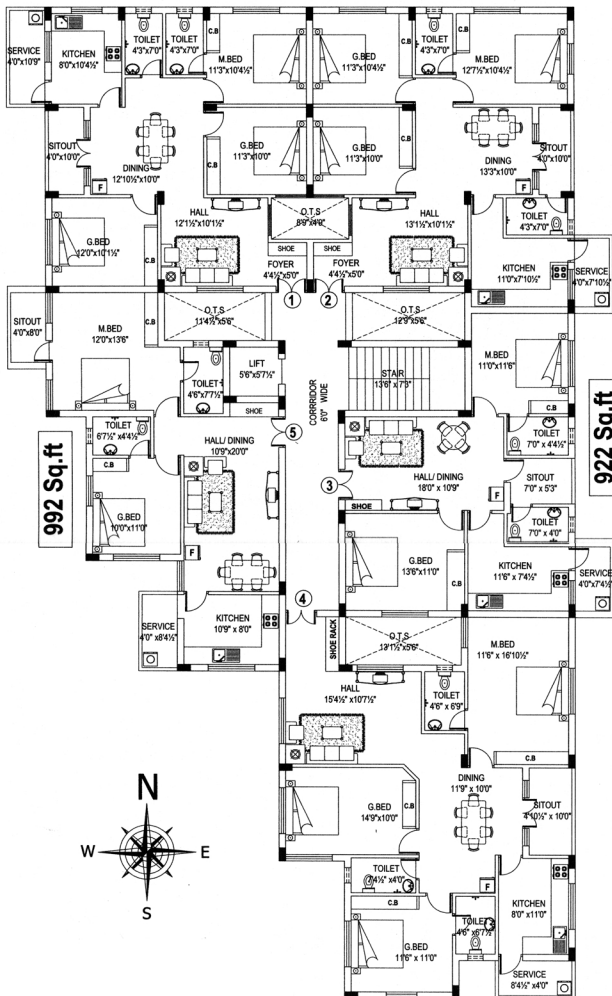 SERVICE
4'0"X10'9"
KITCHEN
8'0"x10'4½"
TOILET
4'3"x7'0"
TOILET
4'3"x7'0"
C.B
M.BED
11'3"x10'4½"
G.BED
11'3"x10'4½"
TOILET
4'3"x7'0"
C.B
M.BED
12'7½"x10'4½"
SITOUT
4'0"x10'0"
DINING
12'10½"x10'0"
F
C.B
G.BED
11'3"x10'0"
G.BED
11'3"x10'0"
C.B
DINING
13'3"x10'0"
F
SITOUT
4'0"x10'0"
G.BED
12'0"x10'1½"
C.B
HALL
12'1½"x10'1½"
O.T.S
8'9"x4'9"
SHOE
SHOE
FOYER
4'4½"x5'0"
FOYER
4'4½"x5'0"
HALL
13'1½"x10'1½"
TOILET
4'3"x7'0"
KITCHEN
11'0"x7'10½"
SERVICE
4'0"x7'10½"
1
2
SITOUT
4'0"x8'0"
M.BED
12'0"x13'6"
C.B
O.T.S
11'4½"x5'6"
O.T.S
12'9"x5'6"
LIFT
5'6"x5'7½"
TOILET
4'6"x7'7½"
SHOE
CORRRIDOR
6'0" WIDE
STAIR
13'6" x 7'3"
M.BED
11'0"x11'6"
C.B
TOILET
6'7½"x4'4½"
C.B
G.BED
10'0"x11'0"
HALL/ DINING
10'9"x20'0"
5
F
992 Sq.ft
922 Sq.ft
TOILET
7'0" x 4'4½"
HALL/ DINING
18'0" x 10'9"
3
SHOE
F
SITOUT
7'0" x 5'3"
TOILET
7'0" x 4'0"
G.BED
13'6"x11'0"
C.B
KITCHEN
11'6" x 7'4½"
SERVICE
4'0"x7'4½"
4
SERVICE
4'0" x8'4½"
KITCHEN
10'9" x 8'0"
SHOE RACK
O.T.S
13'1½"x5'6"
M.BED
11'6" x 16'10½"
C.B
HALL
15'4½" x10'7½"
TOILET
4'6" x 6'9"
DINING
11'9" x 10'0"
SITOUT
4'10½" x 10'0"
G.BED
14'9"x10'0"
C.B
TOILET
7'4½" x4'0"
F
C.B
G.BED
11'6" x 11'0"
TOILET
4'6" x6'7½"
KITCHEN
8'0" x11'0"
SERVICE
8'4½" x4'0"
N
W
E
S